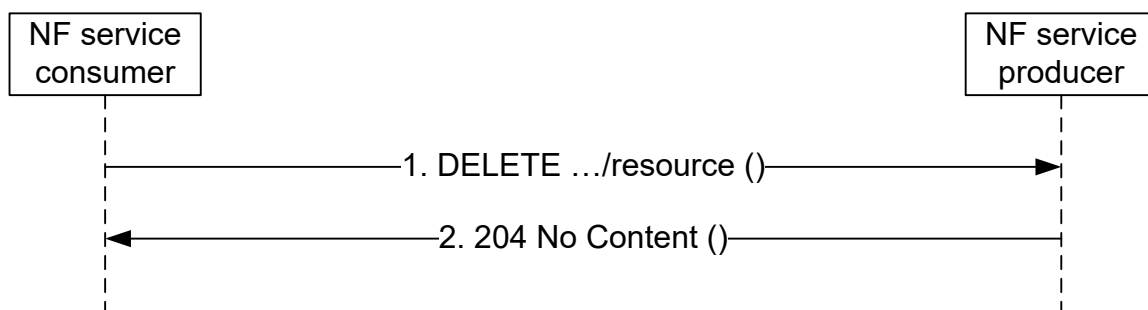 NF service
consumer
NF service
producer
1. DELETE …/resource ()
2. 204 No Content ()